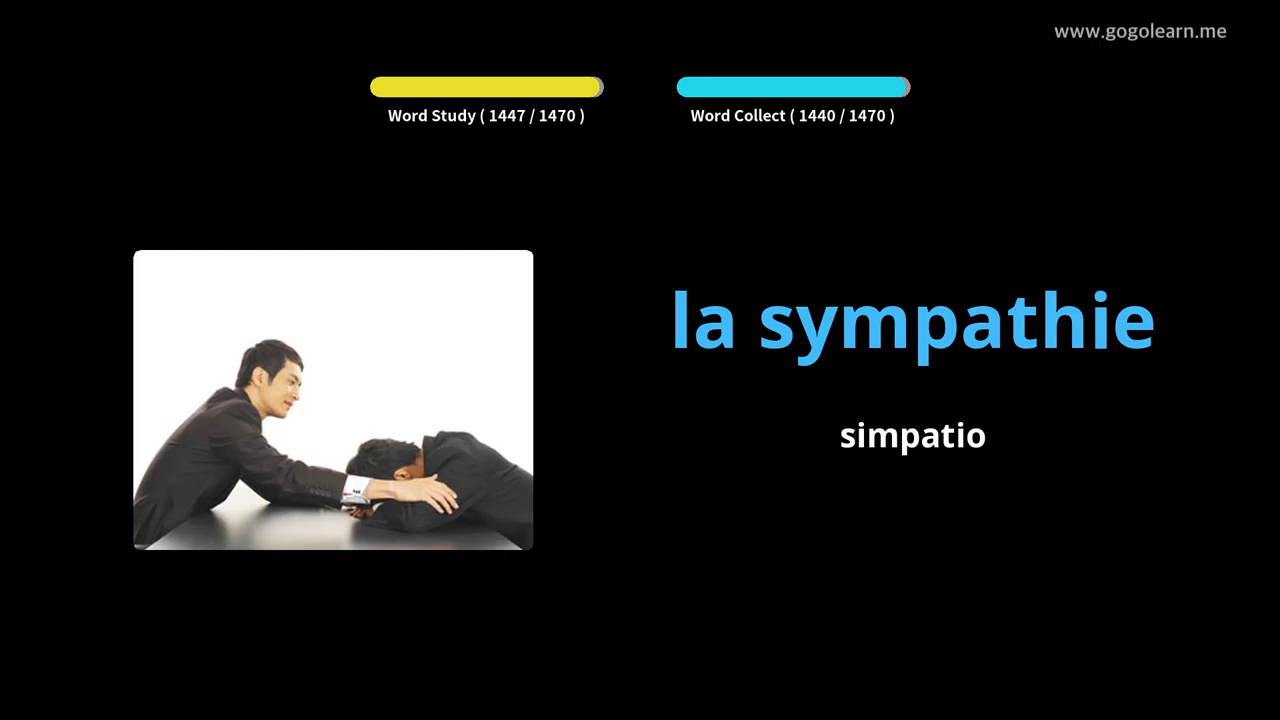 www.gogolearn.me
Word Study ( 1447 / 1470 )
Word Collect ( 1440 / 1470 )
la sympathie
simpatio